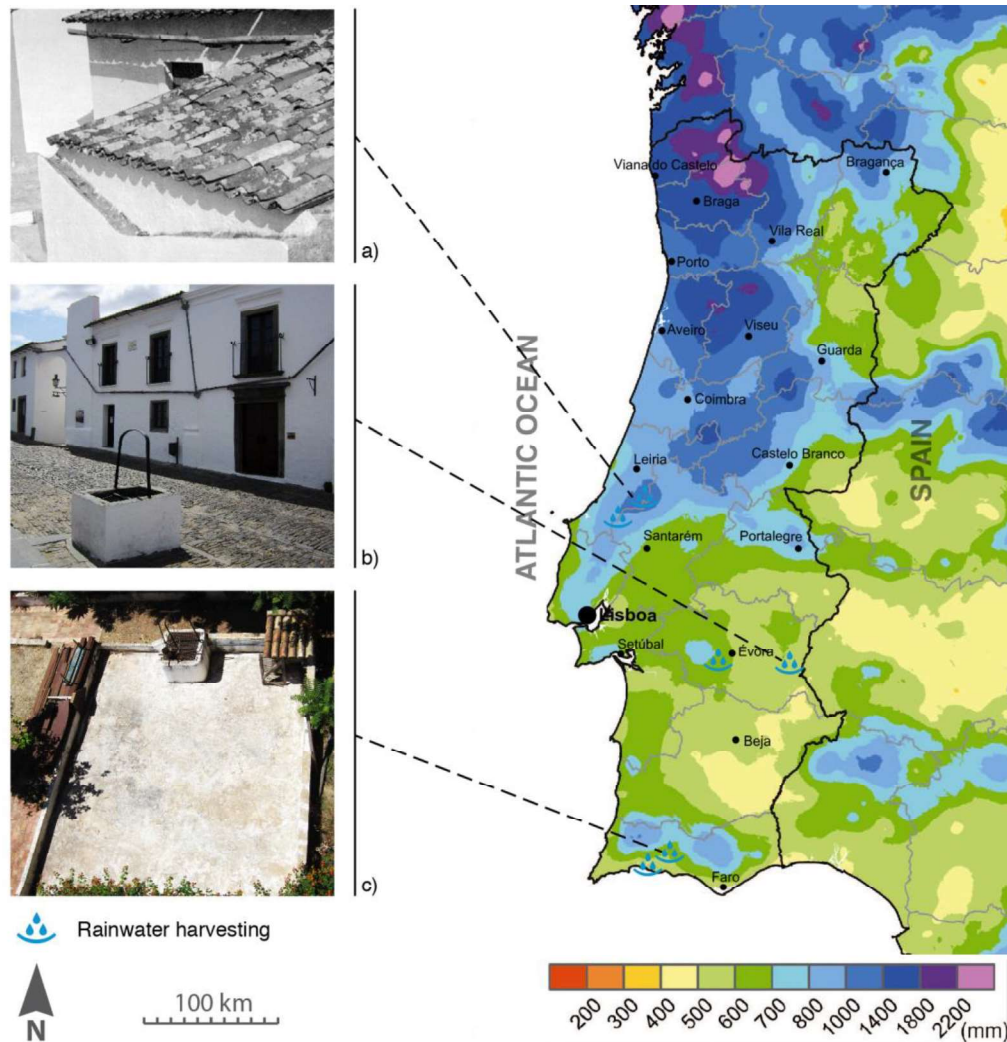 a)
b)
c)
Rainwater harvesting
N
100 km
ATLANTIC OCEAN
SPAIN
Viana do Castelo
Bragança
Braga
Vila Real
Porto
Aveiro
Viseu
Guarda
Coimbra
Leiria
Castelo Branco
Santarém
Portalegre
Lisboa
Setúbal
Évora
Beja
Faro
200 300 400 500 600 700 800 1000 1400 1800 2200 (mm)